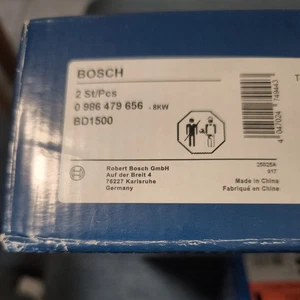 BOSCH
2 St/Pcs
0 986 479 656 - 8KW
BD1500
Robert Bosch GmbH
Auf der Breit 4
76227 Karlsruhe
Germany
Made in China
Fabriqué en Chine
T